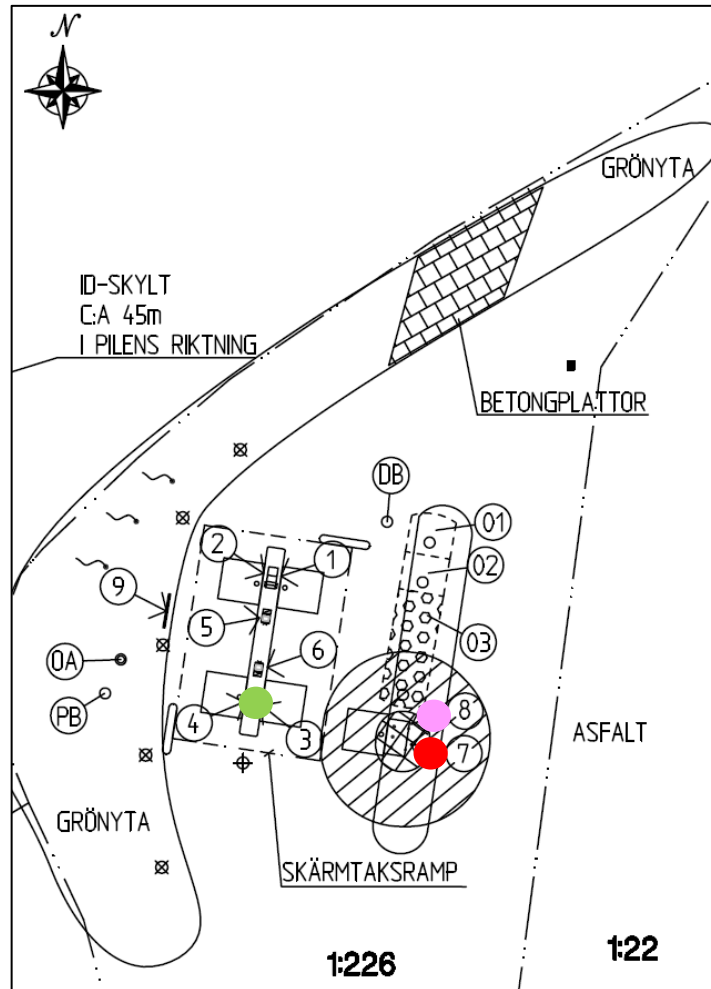 N
GRÖNYTA
ID-SKYLT
C:A 45m
I PILENS RIKTNING
BETONGPLATTOR
DB
01
2
1
02
9
5
03
6
OA
PB
4
3
8
7
ASFALT
GRÖNYTA
SKÄRMTAKSRAMP
1:226
1:22